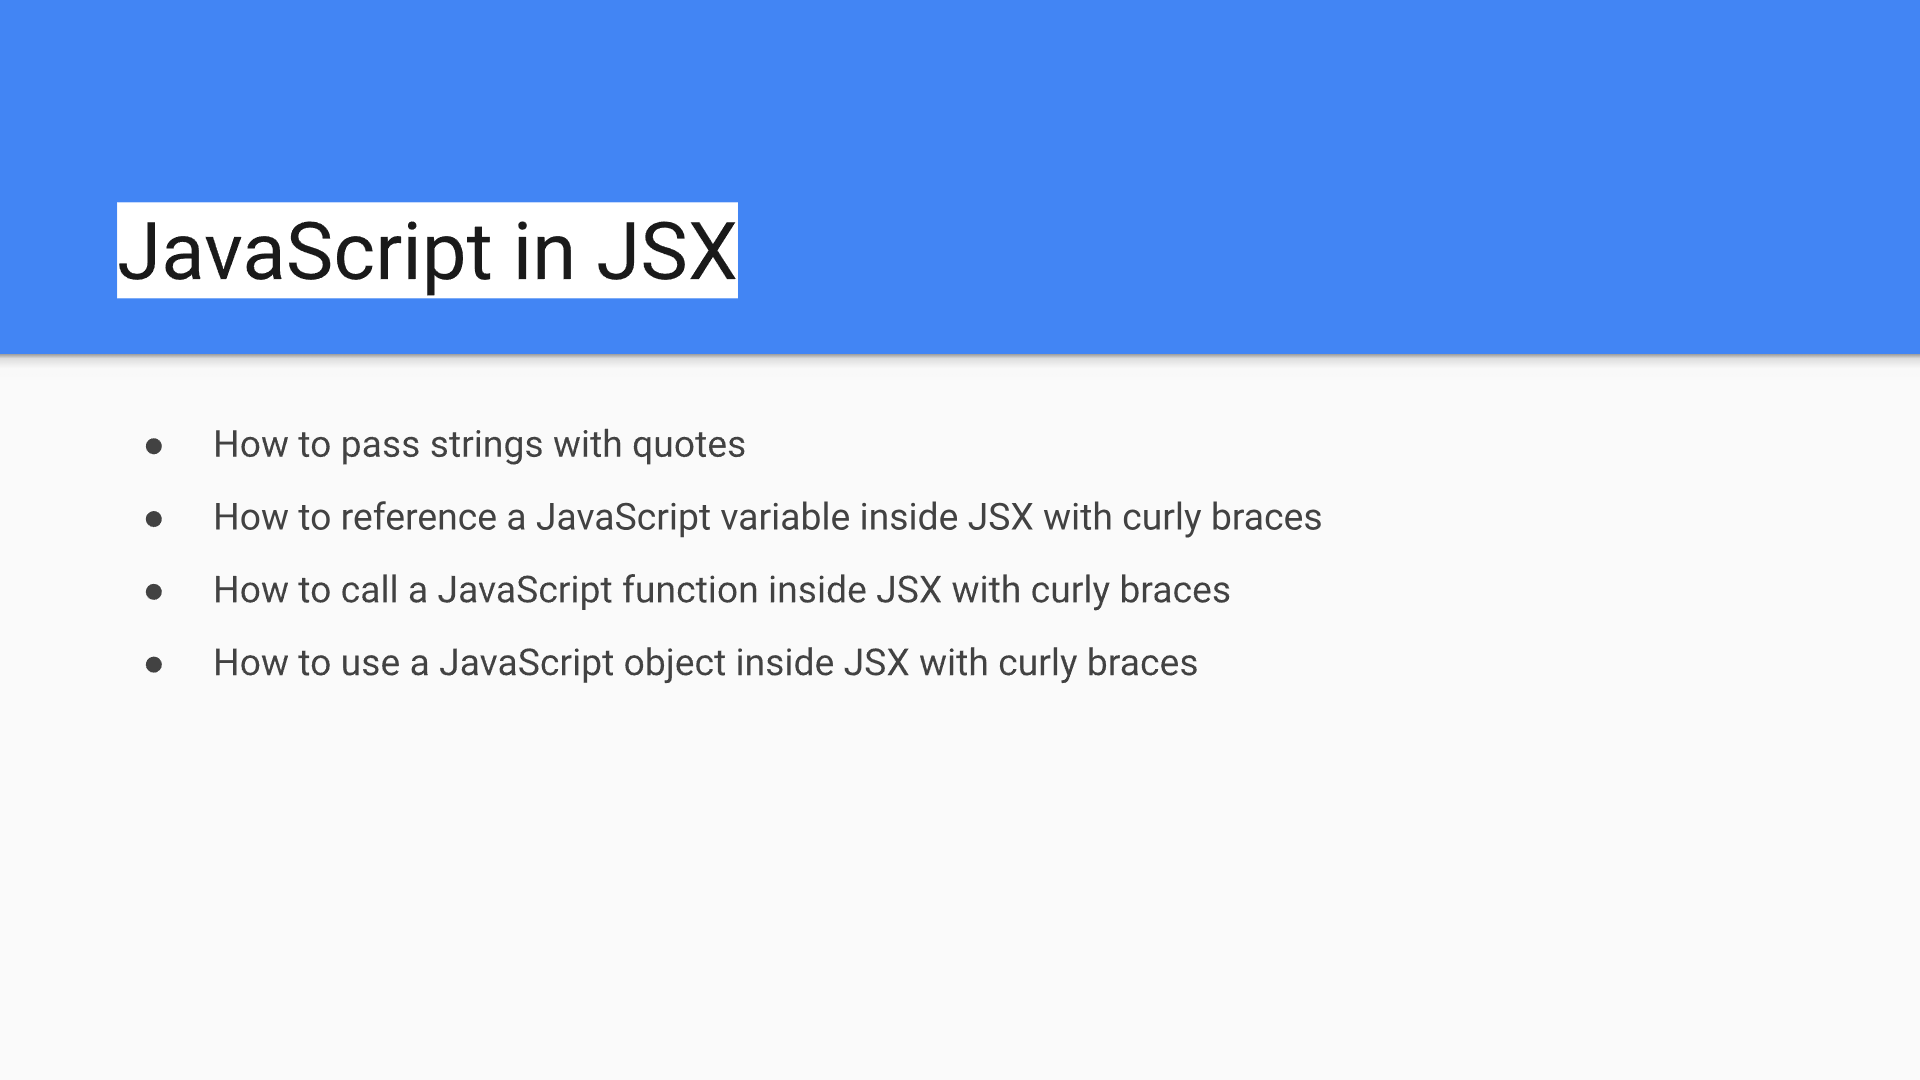 JavaScript in JSX
● How to pass strings with quotes
● How to reference a JavaScript variable inside JSX with curly braces
● How to call a JavaScript function inside JSX with curly braces
● How to use a JavaScript object inside JSX with curly braces